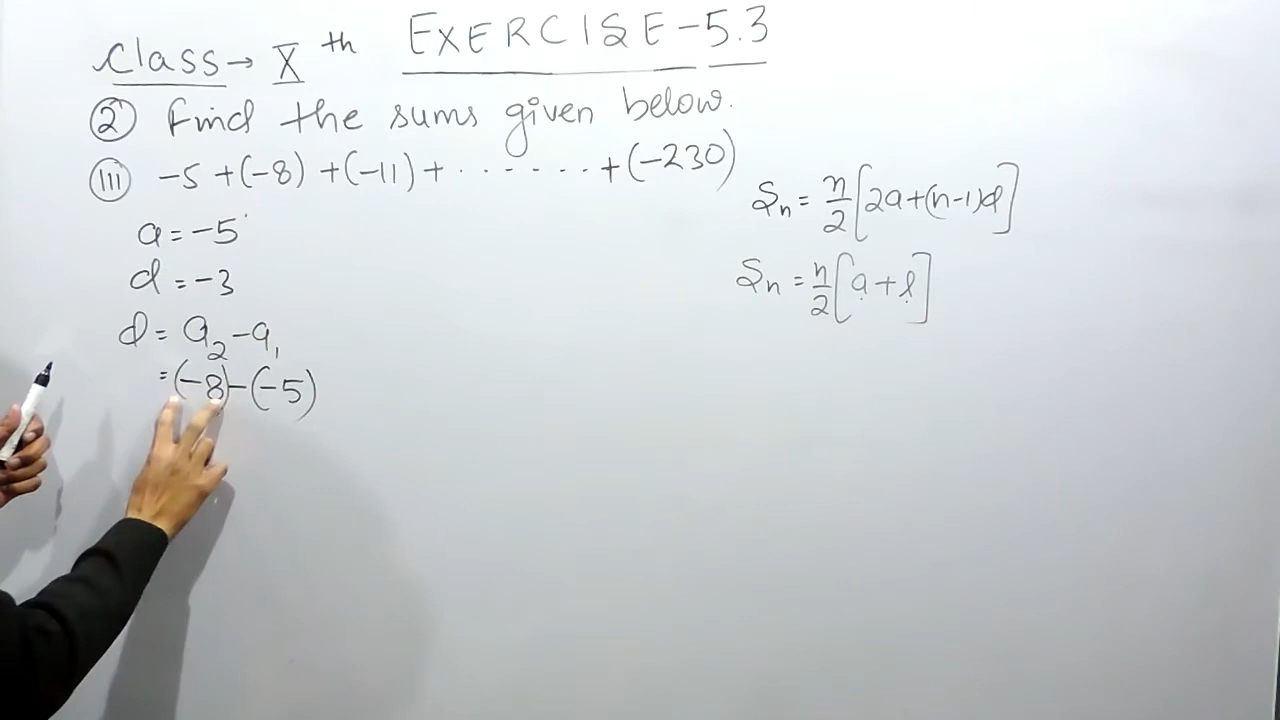 Class → Xth EXERCISE-5.3
② Find the sums given below.
(iii) -5 + (-8) + (-11) + ....... + (-230)
a = -5
d = -3
d = a₂ - a₁
= (-8) - (-5)
Sn = n/2 [2a + (n-1)d]
Sn = n/2 [a + l]